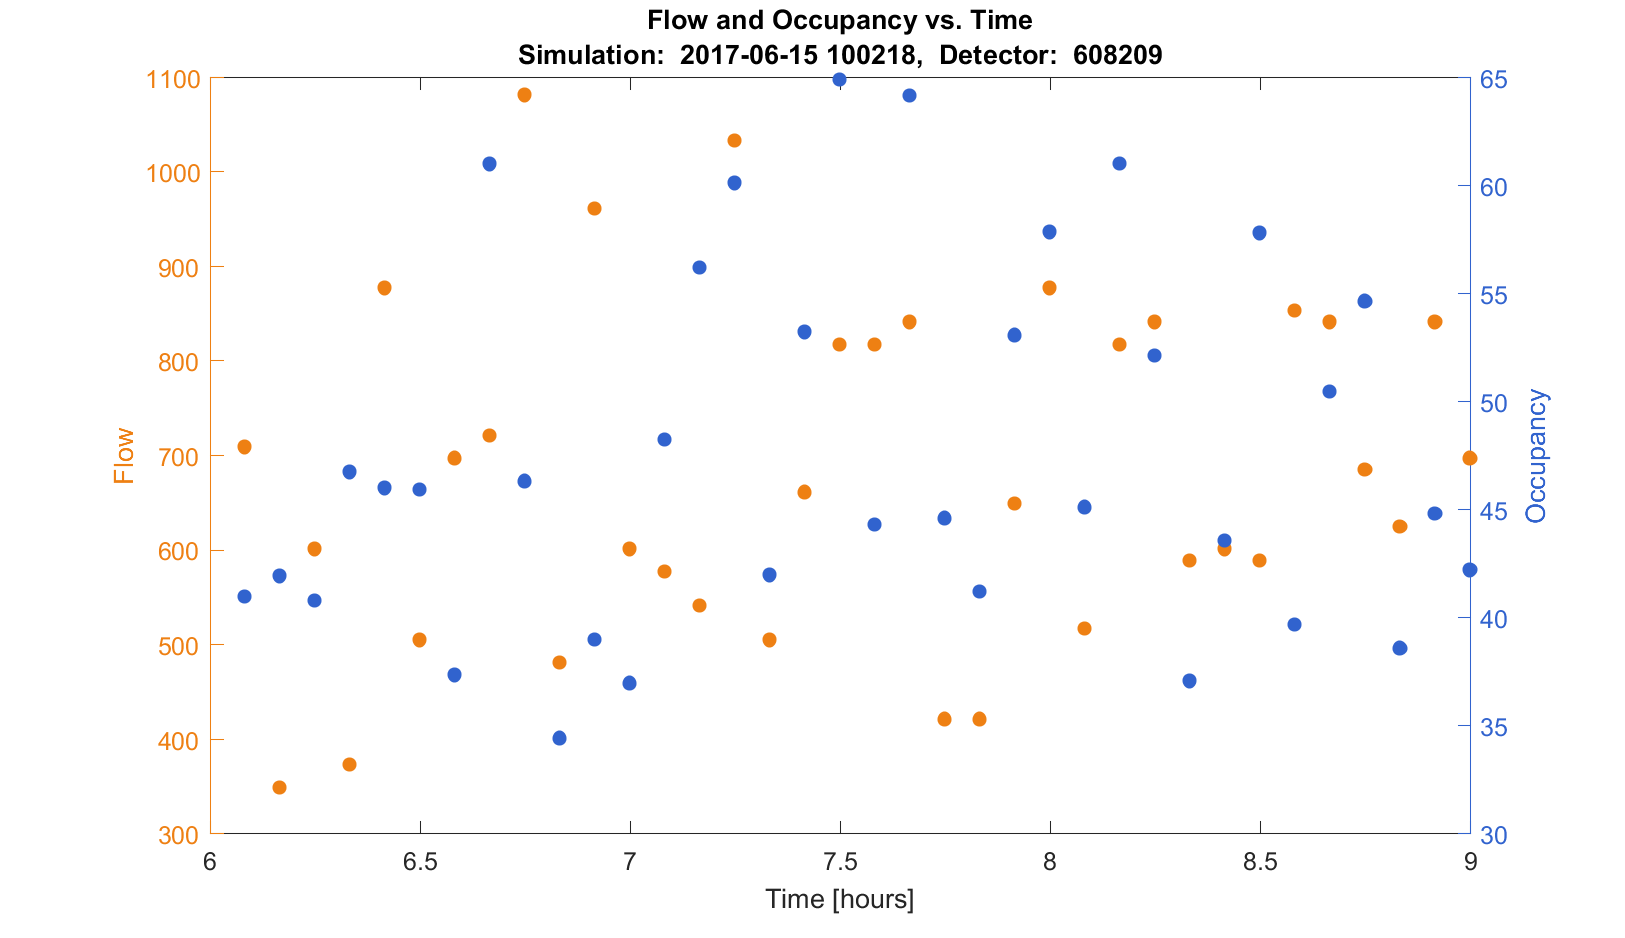 Flow and Occupancy vs. Time
Simulation:  2017-06-15 100218,  Detector:  608209
1100
1000
900
800
700
600
500
400
300
Flow
65
60
55
50
45
40
35
30
Occupancy
6 6.5 7 7.5 8 8.5 9
Time [hours]